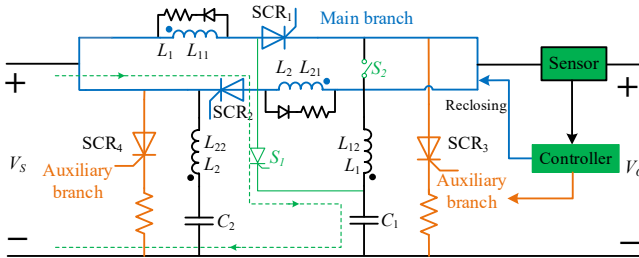 SCR1 Main branch
L1 L11
+ Sensor +
L2 L21 S2
SCR2 Reclosing
SCR4 L22 L2 S1 L12 L1 SCR3 Controller
VS Auxiliary branch Auxiliary branch
C2 C1
− −